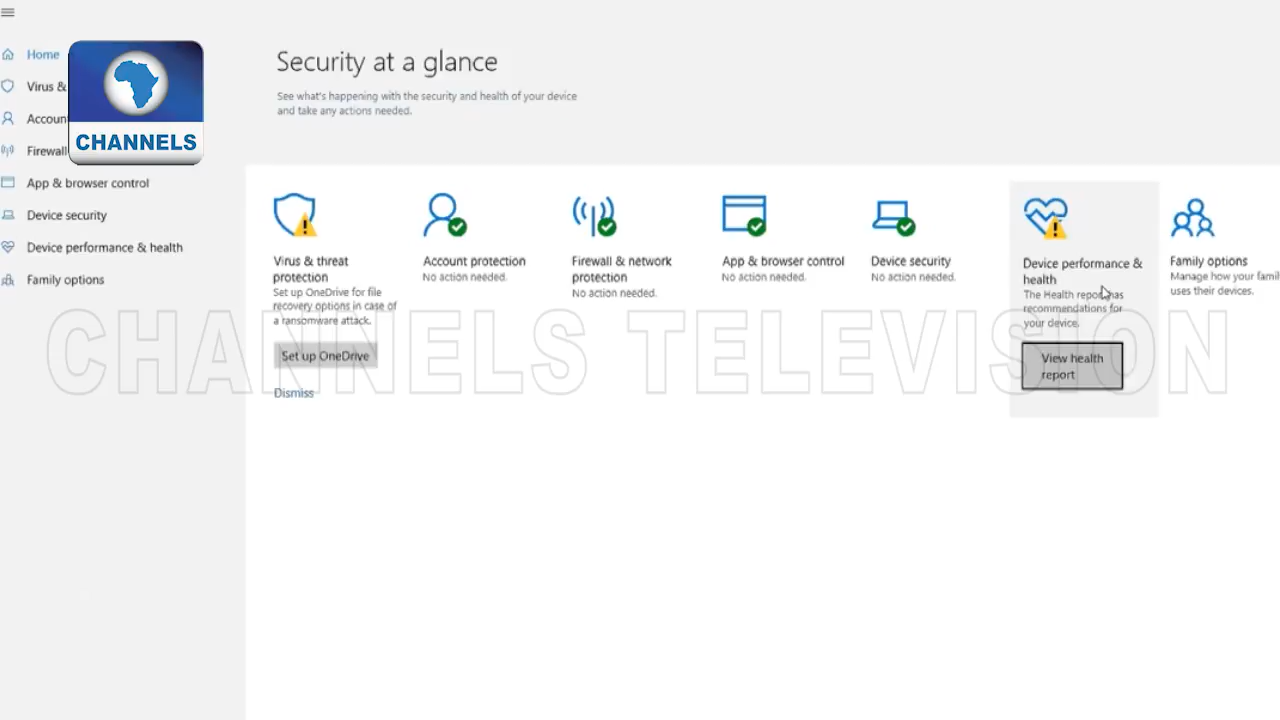 Home
Virus &
Accoun
Firewall
App & browser control
Device security
Device performance & health
Family options
CHANNELS
Security at a glance
See what's happening with the security and health of your device
and take any actions needed.
Virus & threat
protection
Set up OneDrive for file
recovery options in case of
a ransomware attack.
Set up OneDrive
Dismiss
Account protection
No action needed.
Firewall & network
protection
No action needed.
App & browser control
No action needed.
Device security
No action needed.
Device performance &
health
The Health report has
recommendations for
your device.
View health
report
Family options
Manage how your famil
uses their devices.
CHANNELS TELEVISION